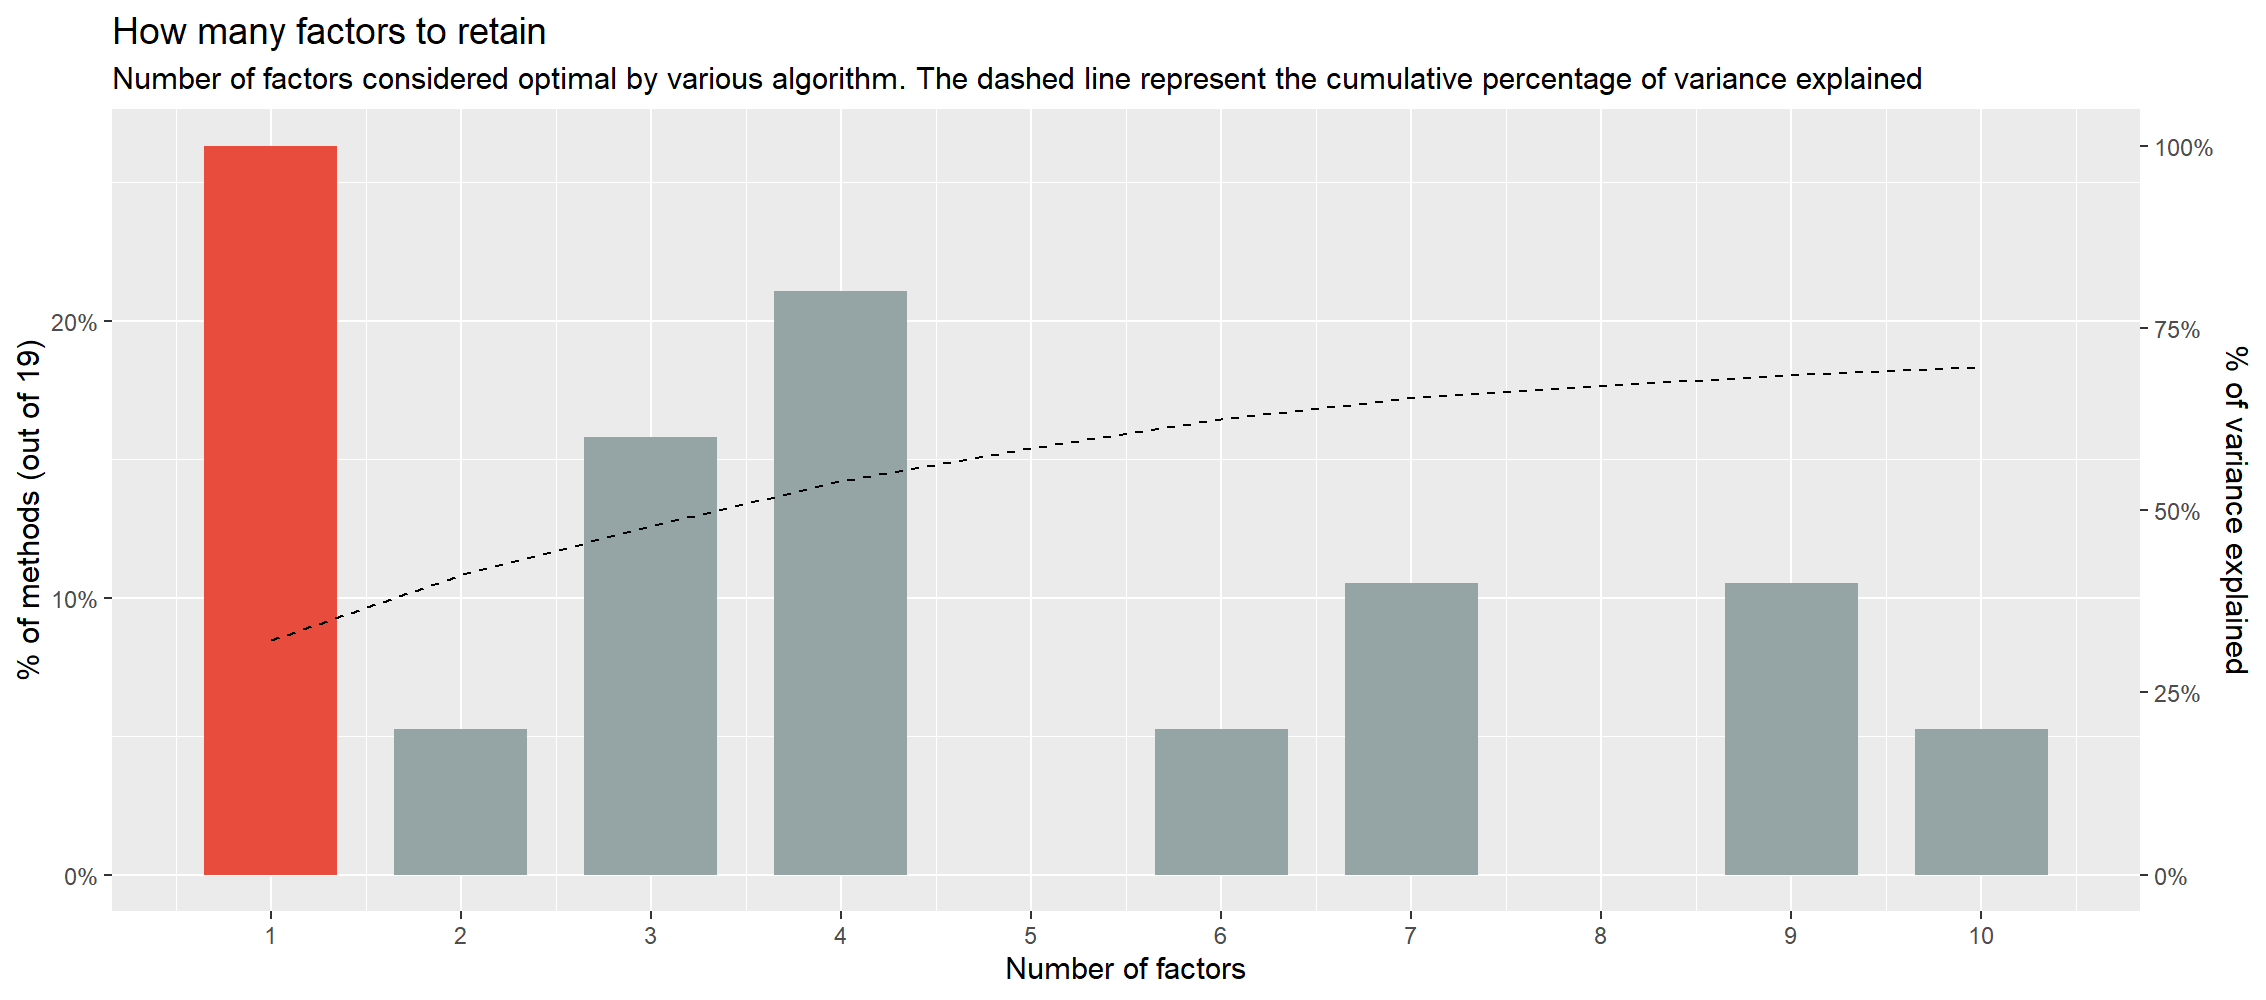 How many factors to retain
Number of factors considered optimal by various algorithm. The dashed line represent the cumulative percentage of variance explained
% of methods (out of 19)
20%
10%
0%
100%
75%
50%
25%
0%
% of variance explained
1 2 3 4 5 6 7 8 9 10
Number of factors